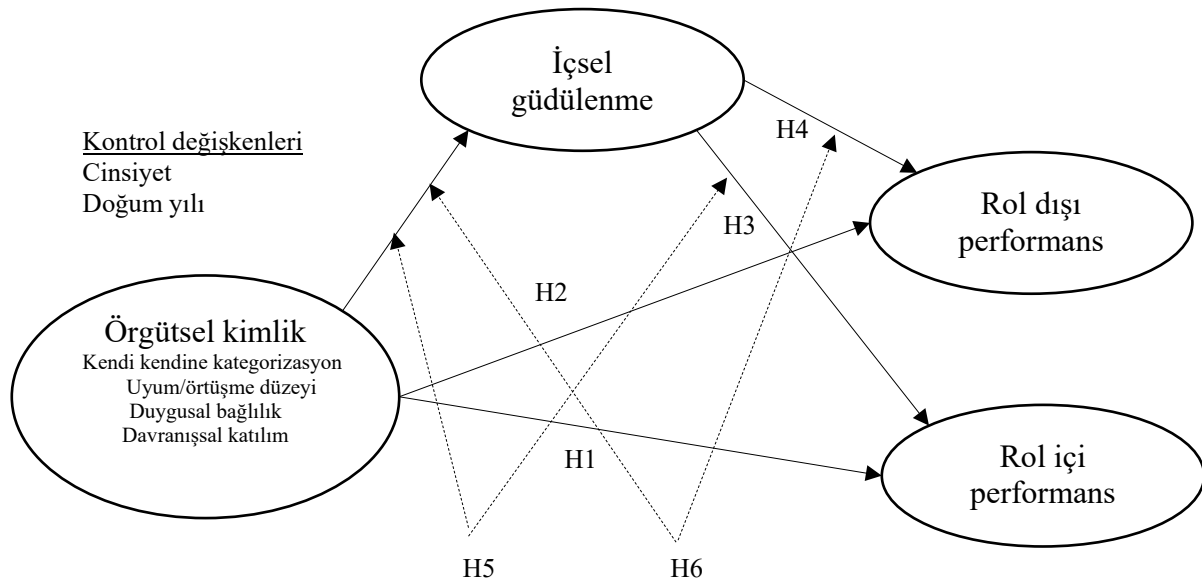 İçsel
güdülenme
Kontrol değişkenleri
Cinsiyet
Doğum yılı
H4
Rol dışı
performans
H3
H2
Örgütsel kimlik
Kendi kendine kategorizasyon
Uyum/örtüşme düzeyi
Duygusal bağlılık
Davranışsal katılım
H1
Rol içi
performans
H5
H6